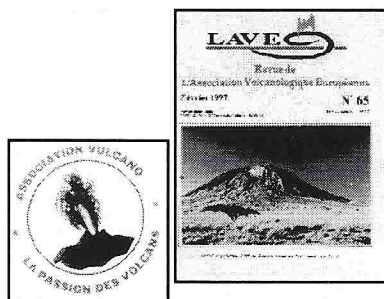 LAVE
Revue de
L'Association Volcanologique Européenne
Février 1997
N° 65
ASSOCIATION VULCANO
LA PASSION DES VOLCANS